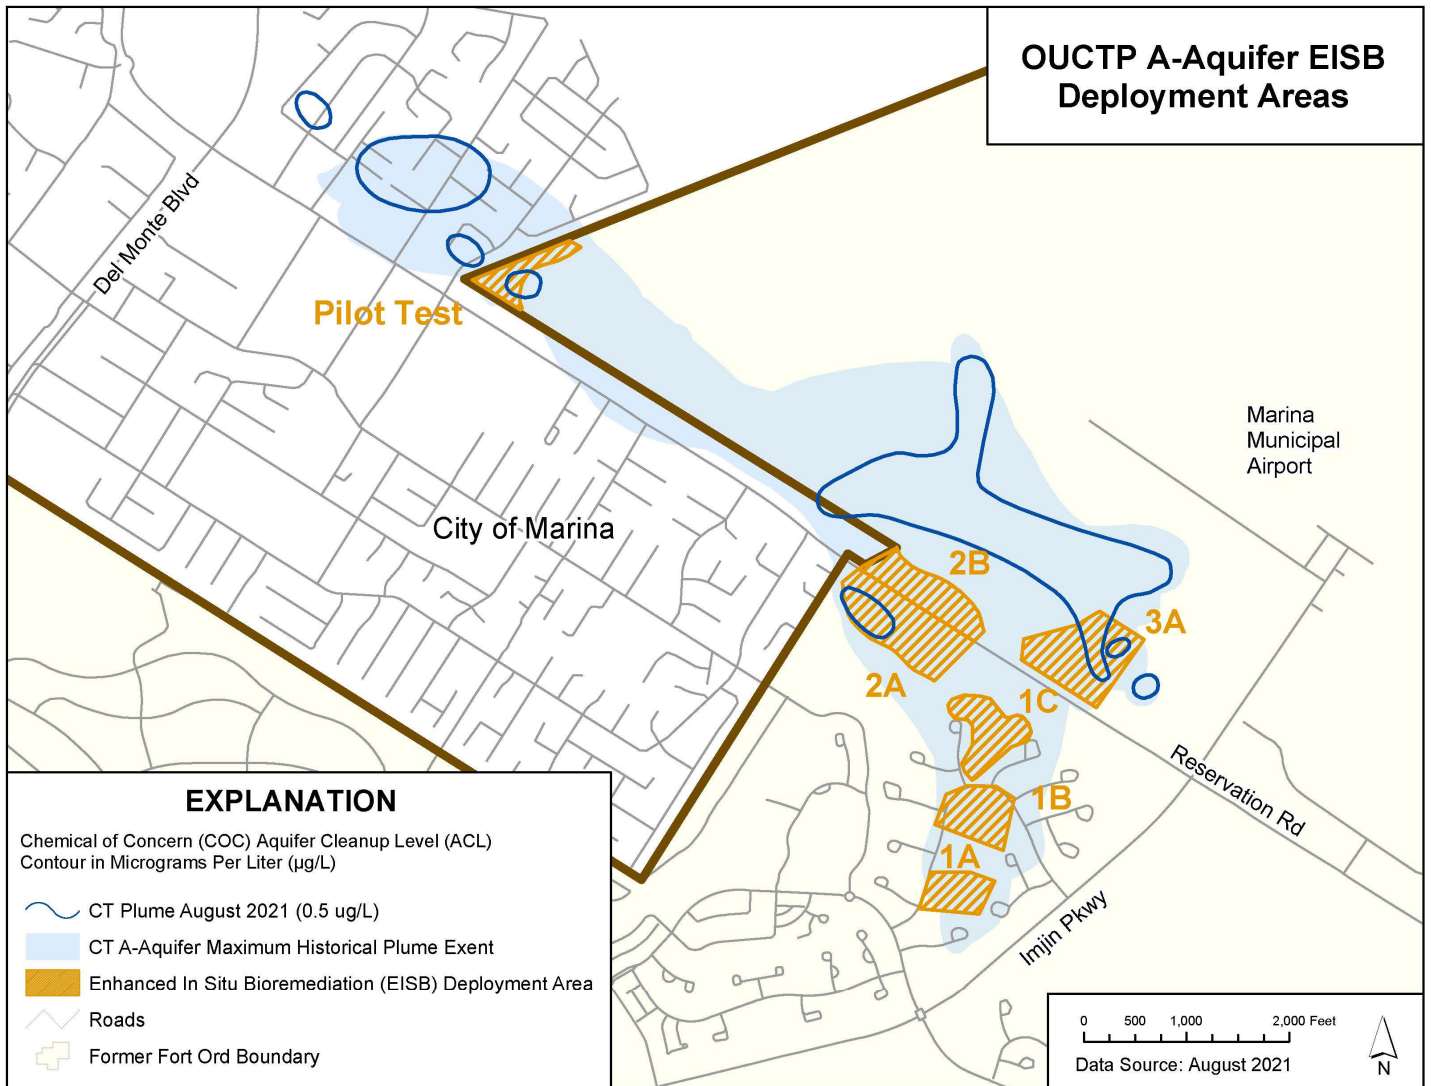 OUCTP A-Aquifer EISB
Deployment Areas
Del Monte Blvd
Pilot Test
Marina
Municipal
Airport
City of Marina
2B
3A
2A
1C
Reservation Rd
1B
1A
Imjin Pkwy
EXPLANATION
Chemical of Concern (COC) Aquifer Cleanup Level (ACL)
Contour in Micrograms Per Liter (µg/L)
CT Plume August 2021 (0.5 ug/L)
CT A-Aquifer Maximum Historical Plume Exent
Enhanced In Situ Bioremediation (EISB) Deployment Area
Roads
Former Fort Ord Boundary
0 500 1,000 2,000 Feet
Data Source: August 2021
N